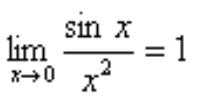 lim x→0 sin x / x² = 1